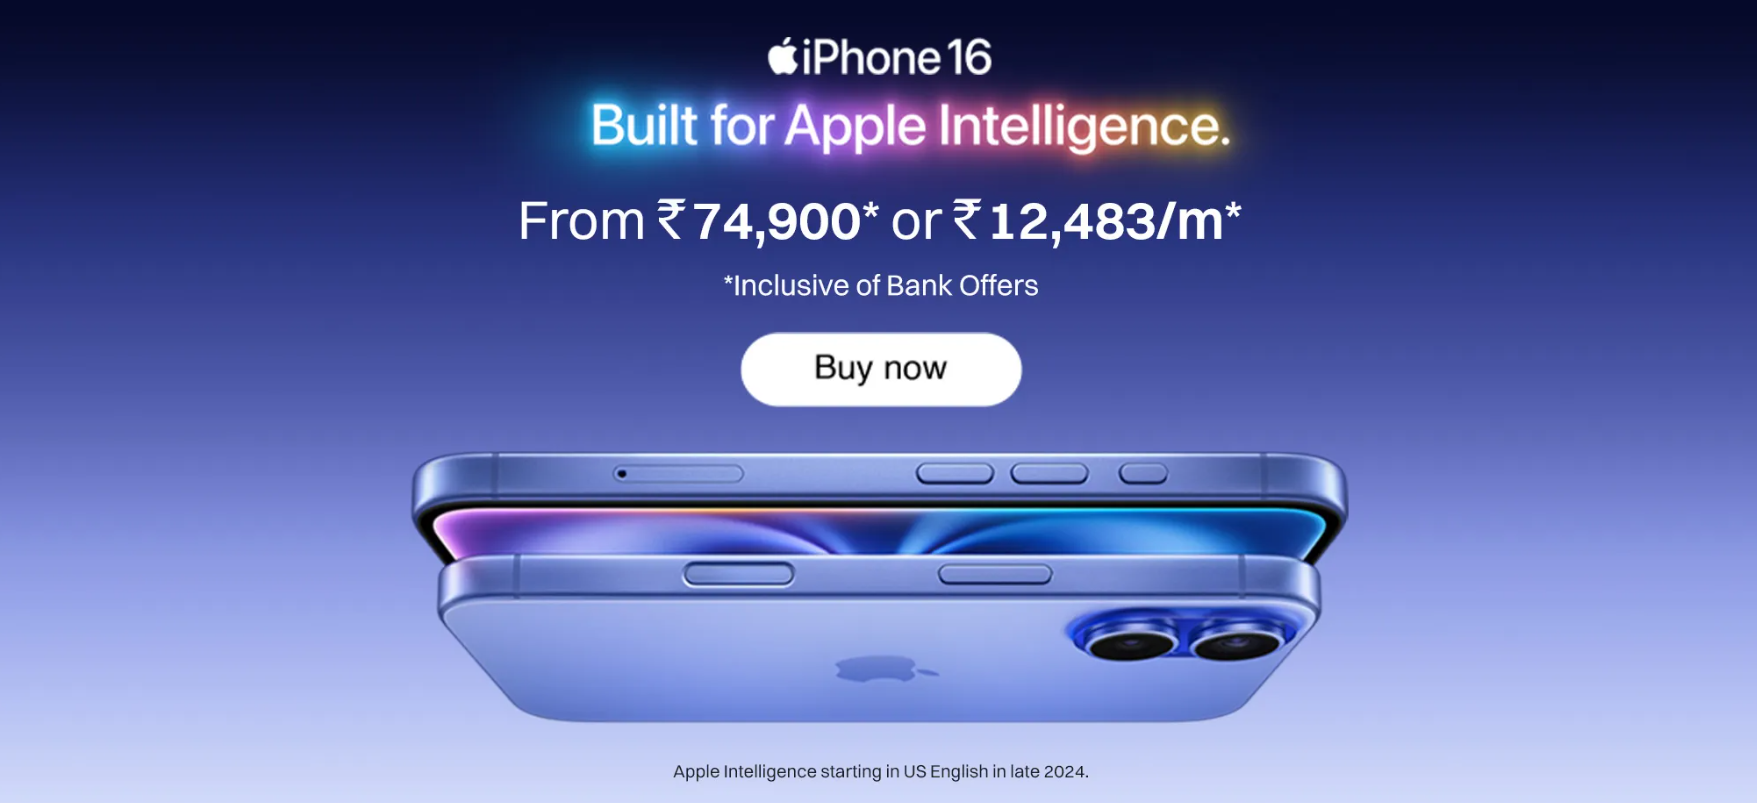 iPhone 16
Built for Apple Intelligence.
From ₹74,900* or ₹12,483/m*
*Inclusive of Bank Offers
Buy now
Apple Intelligence starting in US English in late 2024.